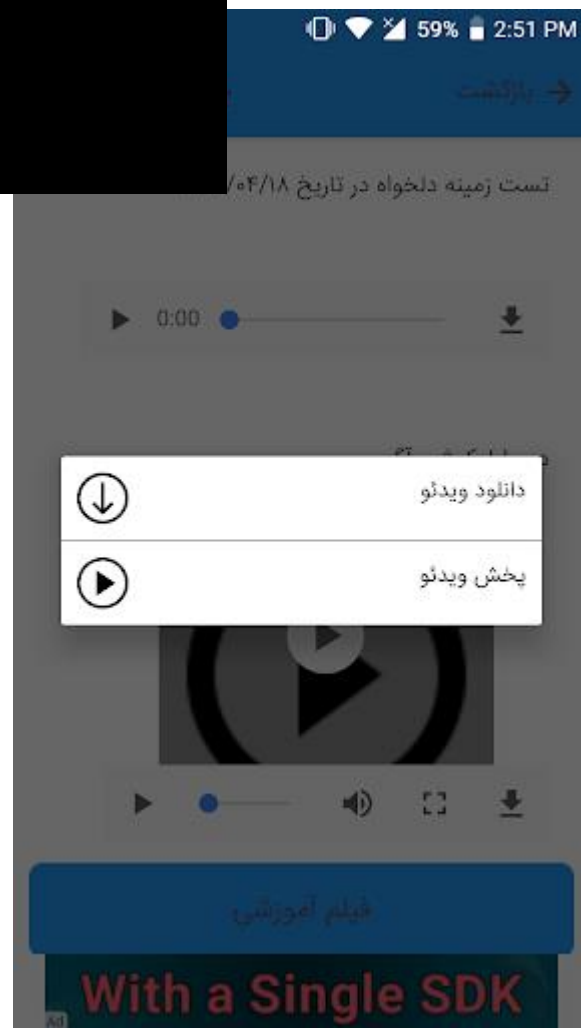 59% 2:51 PM
بازگشت
تست زمینه دلخواه در تاریخ ۰۴/۱۸/
0:00
دانلود ویدئو
پخش ویدئو
فیلم آموزشی
With a Single SDK
Ad